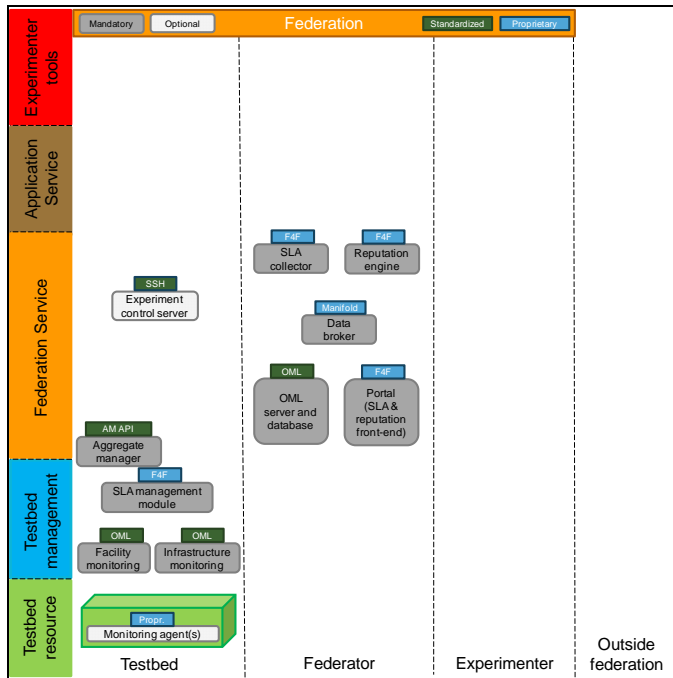 Mandatory
Optional
Federation
Standardized
Proprietary
Experimenter
tools
Application
Service
F4F
SLA
collector
F4F
Reputation
engine
SSH
Experiment
control server
Manifold
Data
broker
Federation Service
OML
OML
server and
database
F4F
Portal
(SLA &
reputation
front-end)
AM API
Aggregate
manager
Testbed
management
F4F
SLA management
module
OML
Facility
monitoring
OML
Infrastructure
monitoring
Testbed
resource
Propr.
Monitoring agent(s)
Testbed
Federator
Experimenter
Outside
federation